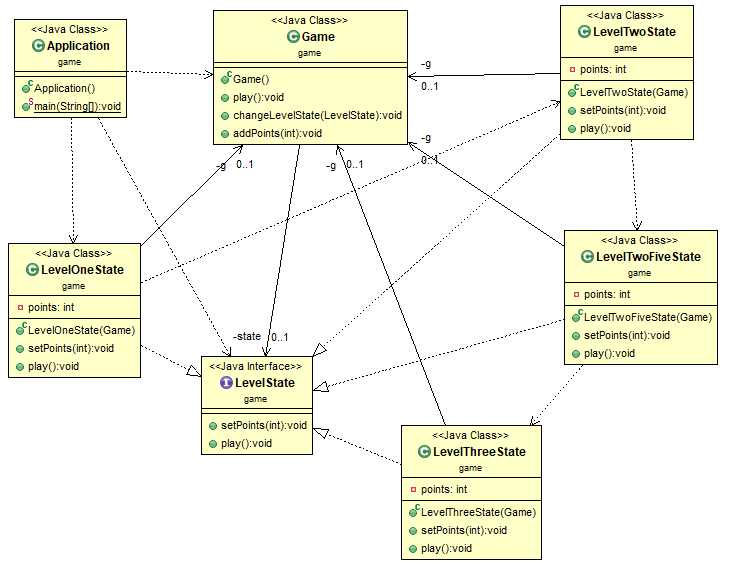 <<Java Class>>
Application
game
Application()
main(String[]):void
<<Java Class>>
Game
game
Game()
play():void
changeLevelState(LevelState):void
addPoints(int):void
<<Java Class>>
LevelTwoState
game
points: int
LevelTwoState(Game)
setPoints(int):void
play():void
-g
0..1
-g
0..1
-g
0..1
-g
0..1
<<Java Class>>
LevelOneState
game
points: int
LevelOneState(Game)
setPoints(int):void
play():void
<<Java Class>>
LevelTwoFiveState
game
points: int
LevelTwoFiveState(Game)
setPoints(int):void
play():void
-state
0..1
<<Java Interface>>
LevelState
game
setPoints(int):void
play():void
<<Java Class>>
LevelThreeState
game
points: int
LevelThreeState(Game)
setPoints(int):void
play():void